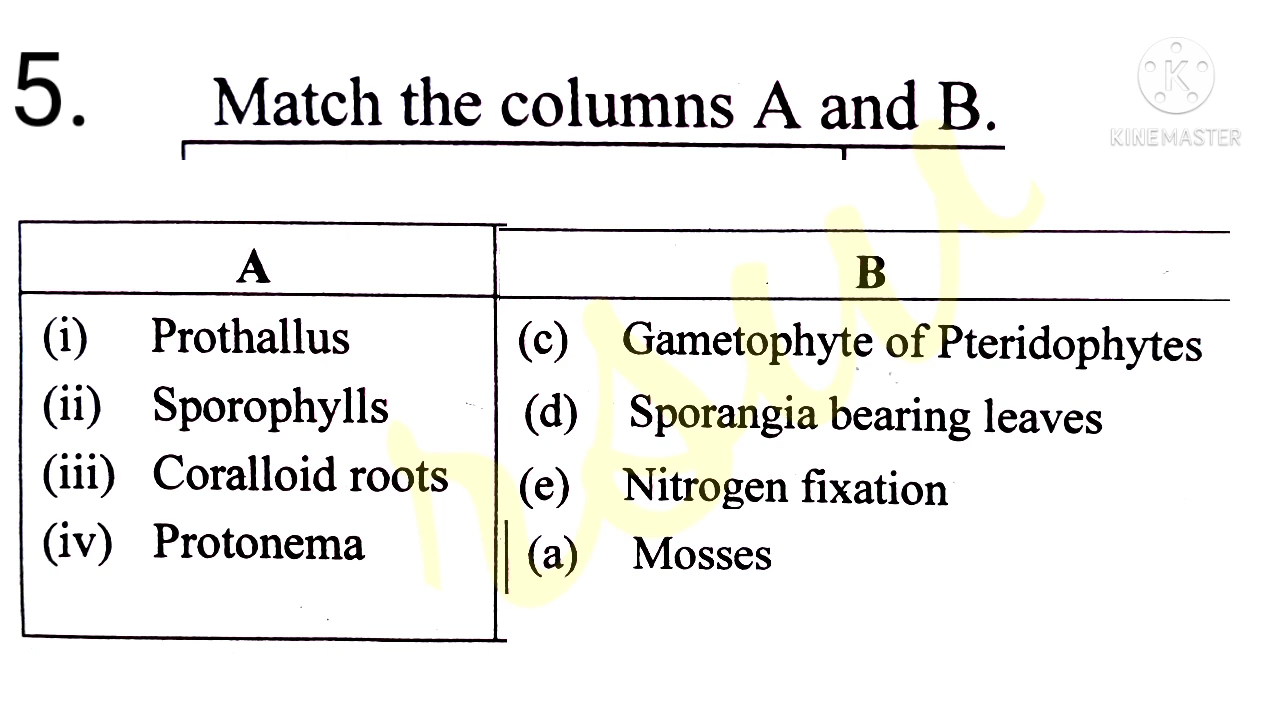 5. Match the columns A and B.
K
KINEMASTER
A B
(i) Prothallus (c) Gametophyte of Pteridophytes
(ii) Sporophylls (d) Sporangia bearing leaves
(iii) Coralloid roots (e) Nitrogen fixation
(iv) Protonema (a) Mosses